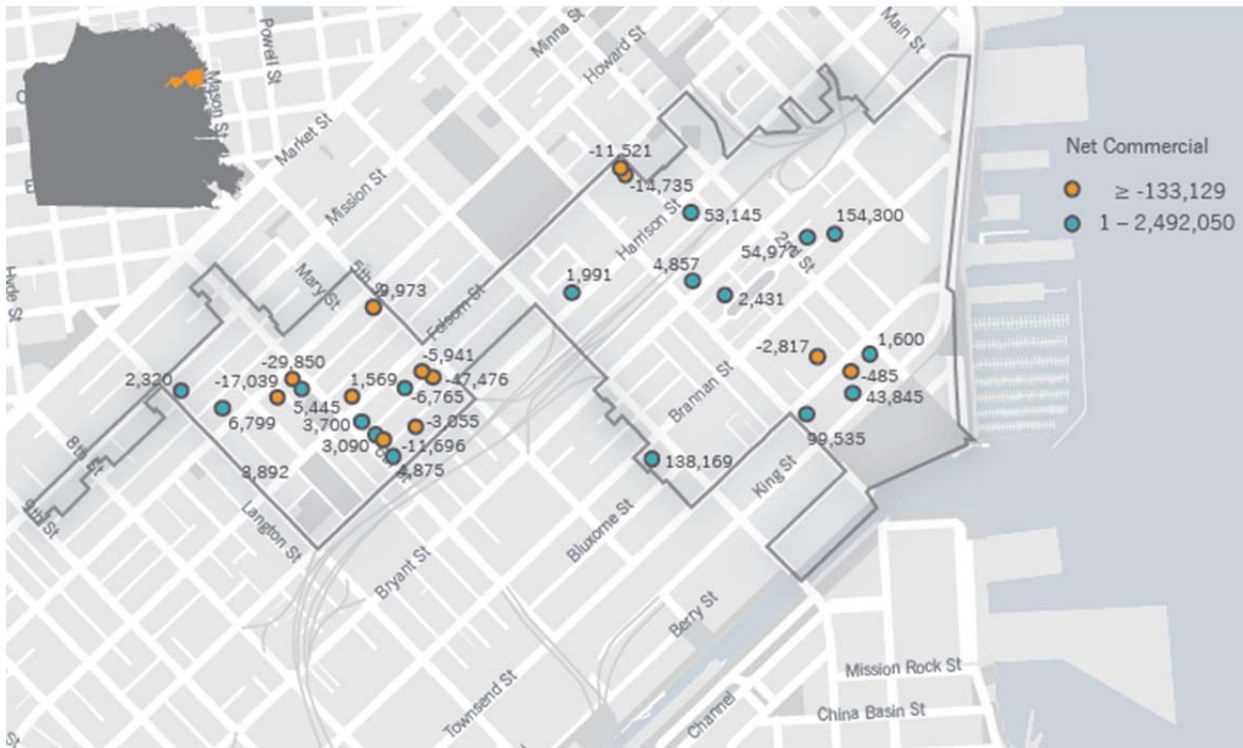 Minna St
Main St
Powell St
Howard St
Mason St
Market St
-11,521
Net Commercial
Mission St
-14,735
≥ -133,129
Harrison St
53,145
154,300
1 – 2,492,050
54,977
2nd St
Hyde St
Mary St
5th St
9,973
1,991
4,857
2,431
Folsom St
-29,850
-5,941
-2,817
1,600
2,320
-17,039
1,569
-47,476
-485
5,445
-6,765
Brannan St
43,845
6,799
3,700
-3,055
99,535
8th St
3,090
-11,696
138,169
3,892
4,875
King St
9th St
Langton St
Bluxome St
Bryant St
Berry St
Mission Rock St
Townsend St
Channel
China Basin St
St